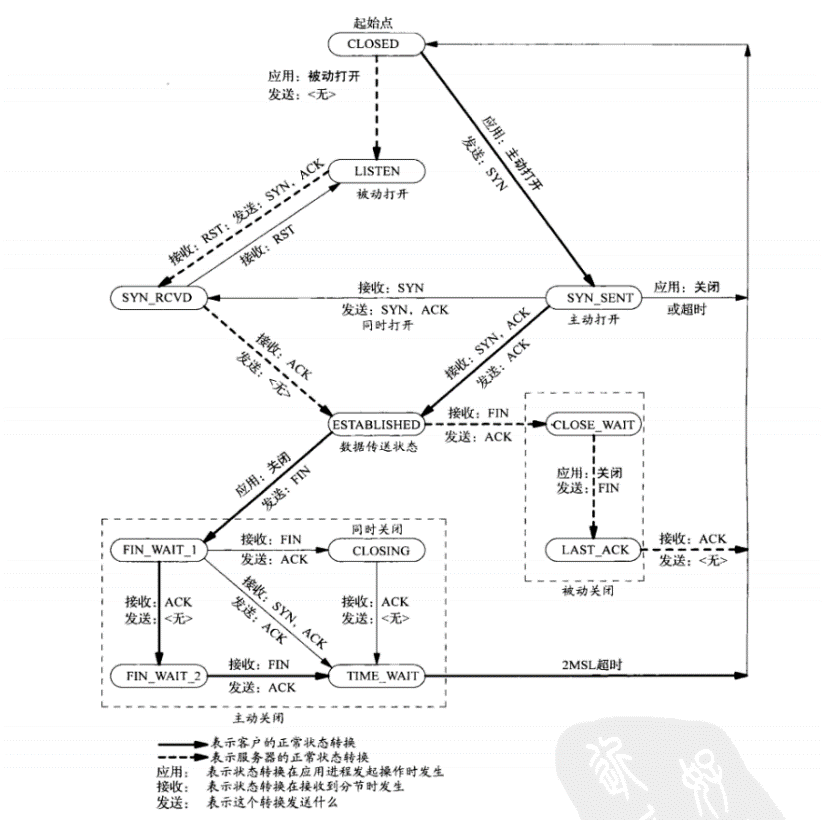 起始点
CLOSED
应用：被动打开
发送：<无>
应用：主动打开
发送：SYN
LISTEN
被动打开
接收：RST；发送：SYN，ACK
接收：RST
SYN_RCVD
接收：SYN
发送：SYN，ACK
同时打开
SYN_SENT
主动打开
应用：关闭
或超时
接收：ACK
发送：<无>
接收：SYN，ACK
发送：ACK
ESTABLISHED
数据传送状态
接收：FIN
发送：ACK
CLOSE_WAIT
应用：关闭
发送：FIN
应用：关闭
发送：FIN
同时关闭
FIN_WAIT_1
接收：FIN
发送：ACK
CLOSING
LAST_ACK
接收：ACK
发送：<无>
被动关闭
接收：ACK
发送：<无>
接收：SYN，ACK
发送：ACK
接收：ACK
发送：<无>
FIN_WAIT_2
接收：FIN
发送：ACK
TIME_WAIT
2MSL超时
主动关闭
表示客户的正常状态转换
表示服务器的正常状态转换
应用： 表示状态转换在应用进程发起操作时发生
接收： 表示状态转换在接收到分节时发生
发送： 表示这个转换发送什么